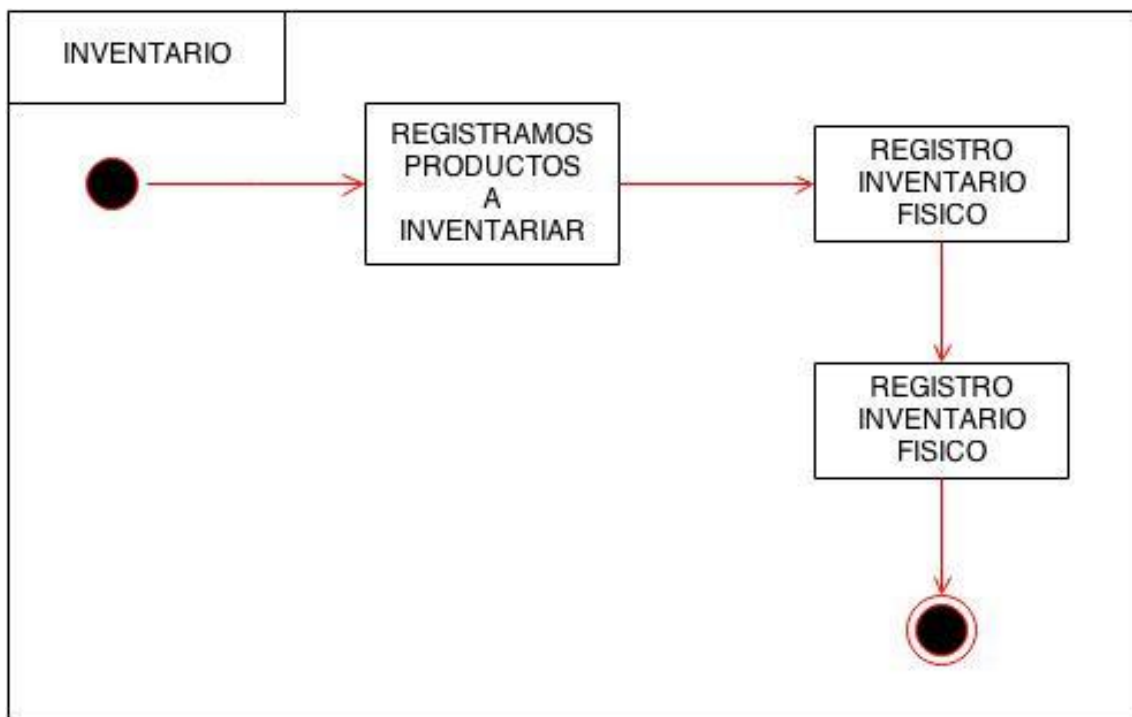 INVENTARIO
REGISTRAMOS
PRODUCTOS
A
INVENTARIAR
REGISTRO
INVENTARIO
FISICO
REGISTRO
INVENTARIO
FISICO